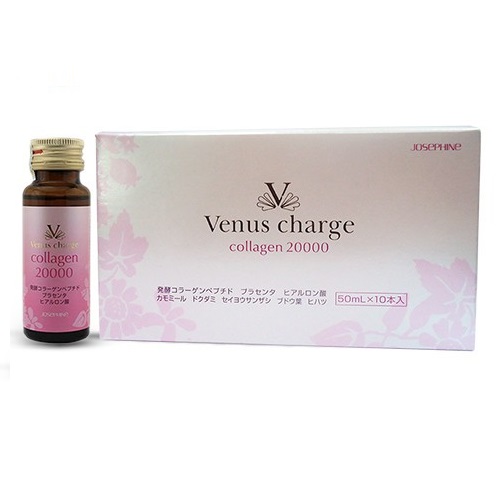 JOSEPHINE
V
Venus charge
collagen 20000
発酵コラーゲンペプチド プラセンタ ヒアルロン酸
カモミール ドクダミ セイヨウサンザシ ブドウ葉 ヒハツ
50mL×10本入
V
Venus charge
collagen
20000
発酵コラーゲンペプチド
プラセンタ
ヒアルロン酸
JOSEPHINE